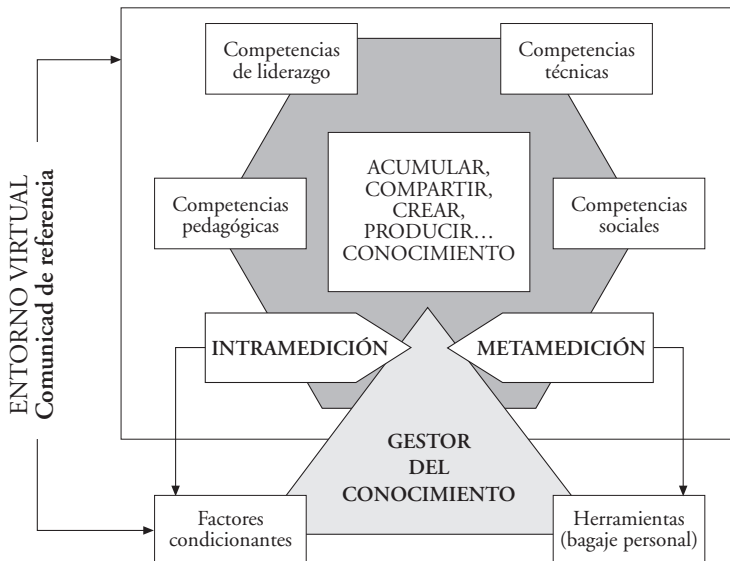 Competencias
de liderazgo
Competencias
técnicas
ACUMULAR,
COMPARTIR,
CREAR,
PRODUCIR...
CONOCIMIENTO
Competencias
pedagógicas
Competencias
sociales
ENTORNO VIRTUAL
Comunicad de referencia
INTRAMEDICIÓN
METAMEDICIÓN
GESTOR
DEL
CONOCIMIENTO
Factores
condicionantes
Herramientas
(bagaje personal)